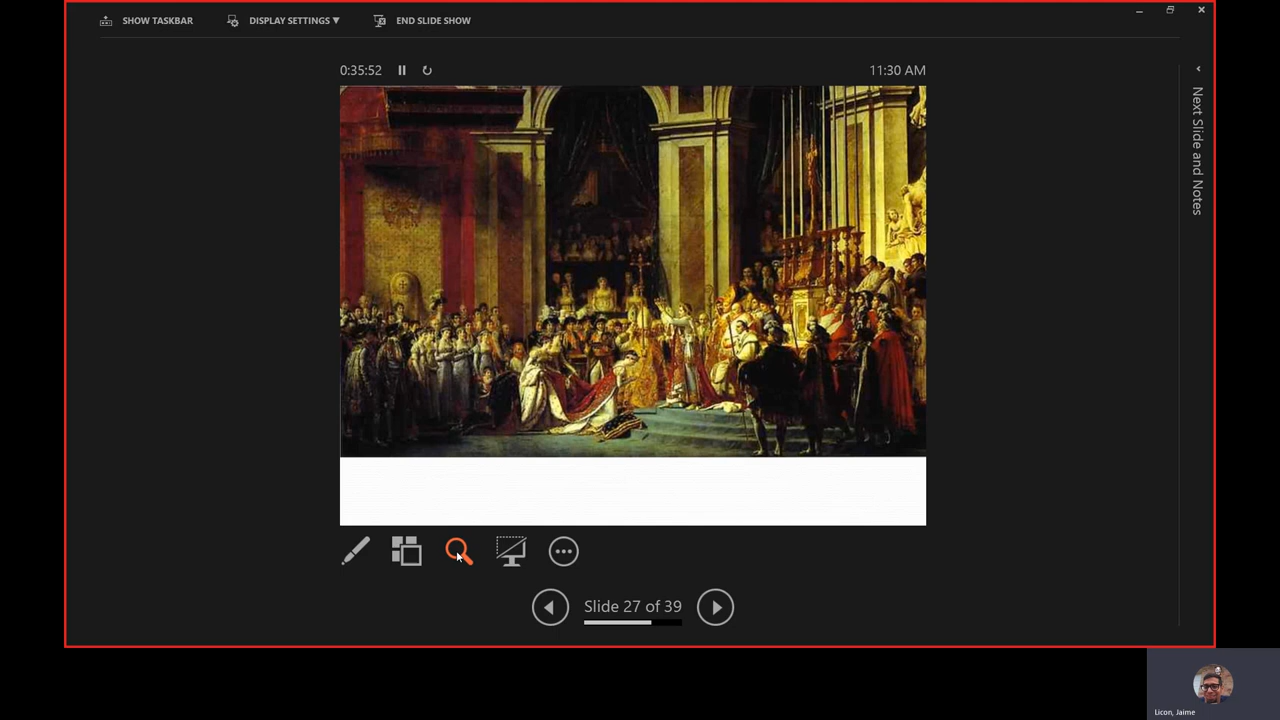 SHOW TASKBAR
DISPLAY SETTINGS ▼
END SLIDE SHOW
0:35:52
11:30 AM
Next Slide and Notes
Slide 27 of 39
Licon, Jaime